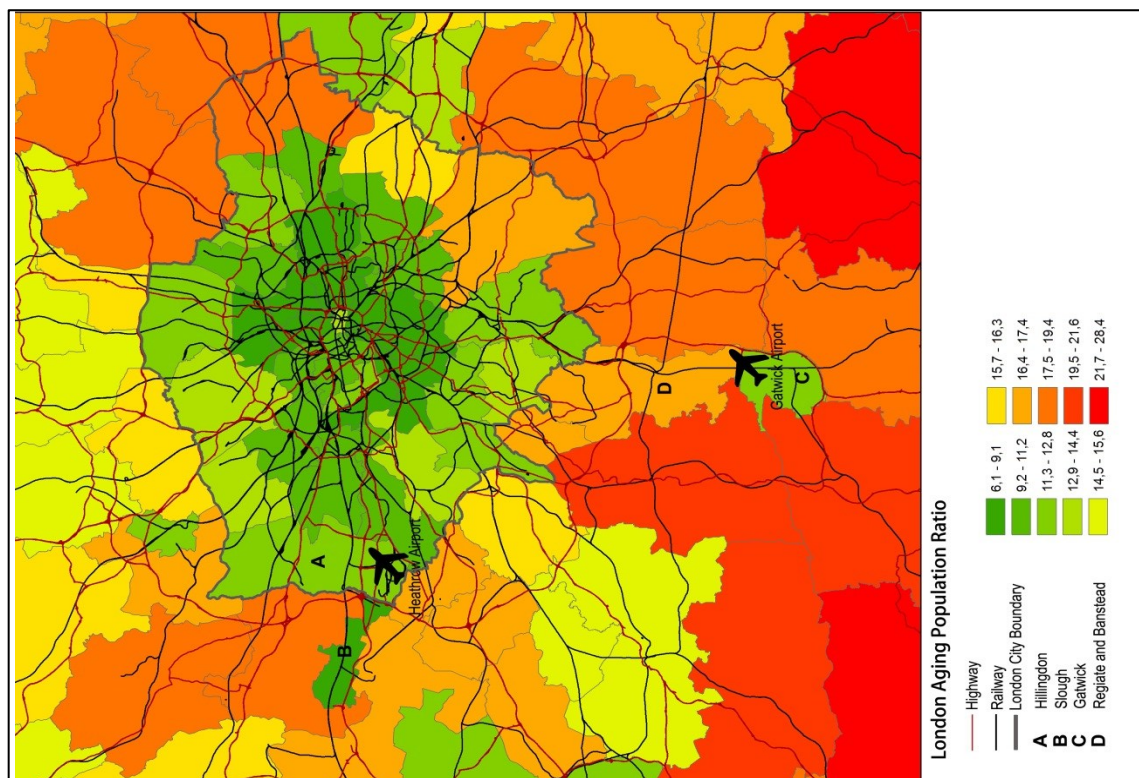 A
B
C
D
Heathrow Airport
Gatwick Airport
London Aging Population Ratio
Highway
Railway
London City Boundary
A Hillingdon
B Slough
C Gatwick
D Regiate and Banstead
6,1 - 9,1
9,2 - 11,2
11,3 - 12,8
12,9 - 14,4
14,5 - 15,6
15,7 - 16,3
16,4 - 17,4
17,5 - 19,4
19,5 - 21,6
21,7 - 28,4